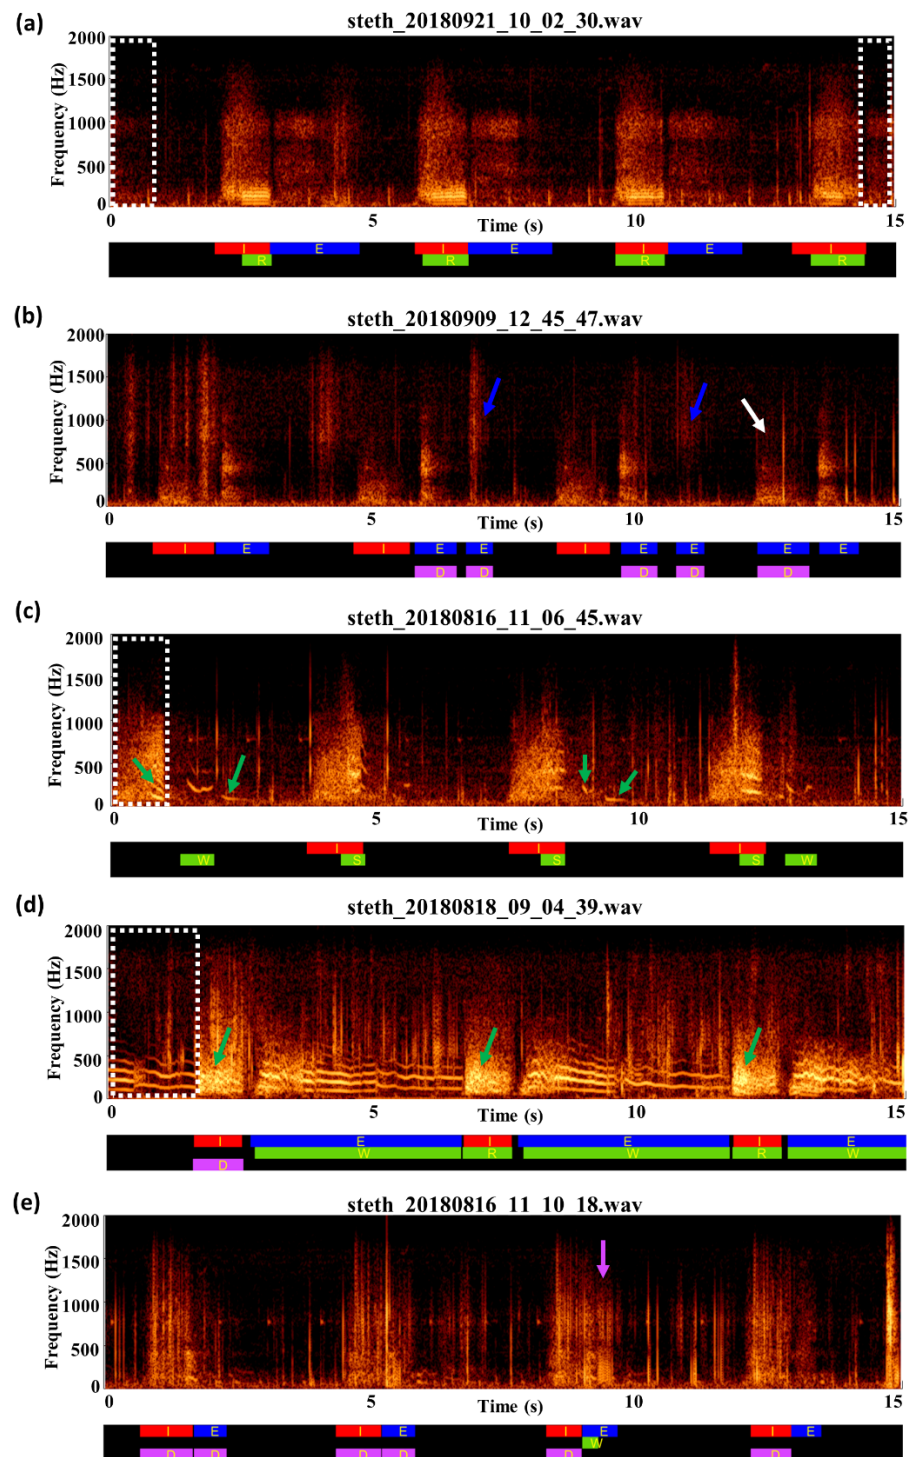 (a)
steth_20180921_10_02_30.wav
Frequency (Hz)
2000
1500
1000
500
0
0 5 10 15
Time (s)
I E I E I E I
R R R R
(b)
steth_20180909_12_45_47.wav
Frequency (Hz)
2000
1500
1000
500
0
0 5 10 15
Time (s)
I E I E E I E E E E
D D D D D
(c)
steth_20180816_11_06_45.wav
Frequency (Hz)
2000
1500
1000
500
0
0 5 10 15
Time (s)
I I I
W S S S W
(d)
steth_20180818_09_04_39.wav
Frequency (Hz)
2000
1500
1000
500
0
0 5 10 15
Time (s)
I E I E I E
W R W R W
D
(e)
steth_20180816_11_10_18.wav
Frequency (Hz)
2000
1500
1000
500
0
0 5 10 15
Time (s)
I E I E I E I E
W
D D D D D D